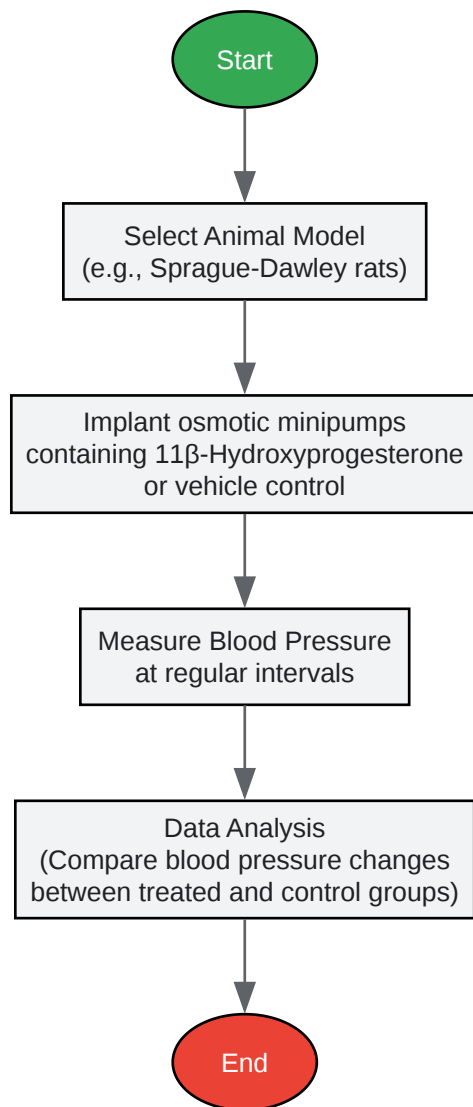 Start
Select Animal Model
(e.g., Sprague-Dawley rats)
Implant osmotic minipumps
containing 11β-Hydroxyprogesterone
or vehicle control
Measure Blood Pressure
at regular intervals
Data Analysis
(Compare blood pressure changes
between treated and control groups)
End